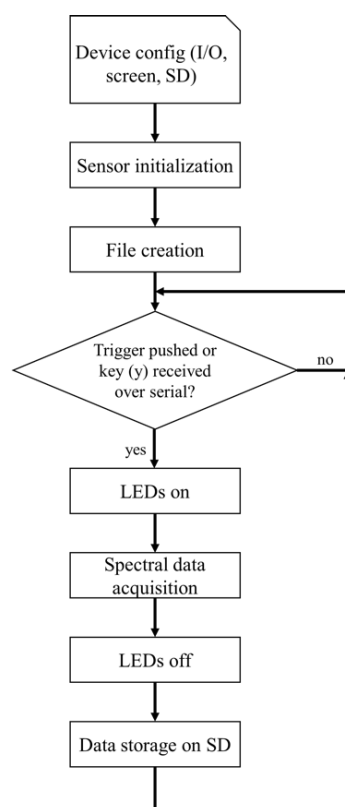 Device config (I/O,
screen, SD)
Sensor initialization
File creation
Trigger pushed or
key (y) received
over serial?
no
yes
LEDs on
Spectral data
acquisition
LEDs off
Data storage on SD